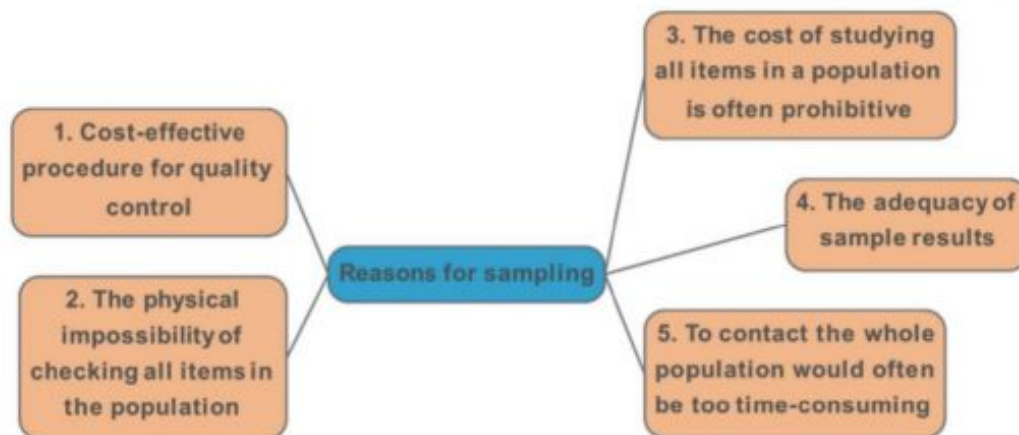 1. Cost-effective
procedure for quality
control
2. The physical
impossibility of
checking all items in
the population
Reasons for sampling
3. The cost of studying
all items in a population
is often prohibitive
4. The adequacy of
sample results
5. To contact the whole
population would often
be too time-consuming